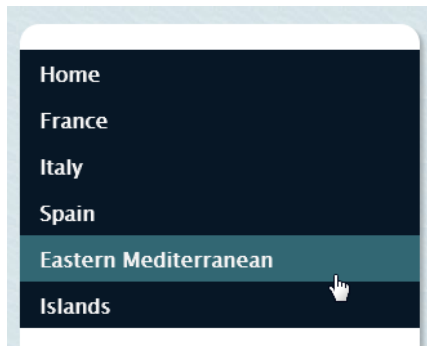 Home
France
Italy
Spain
Eastern Mediterranean
Islands